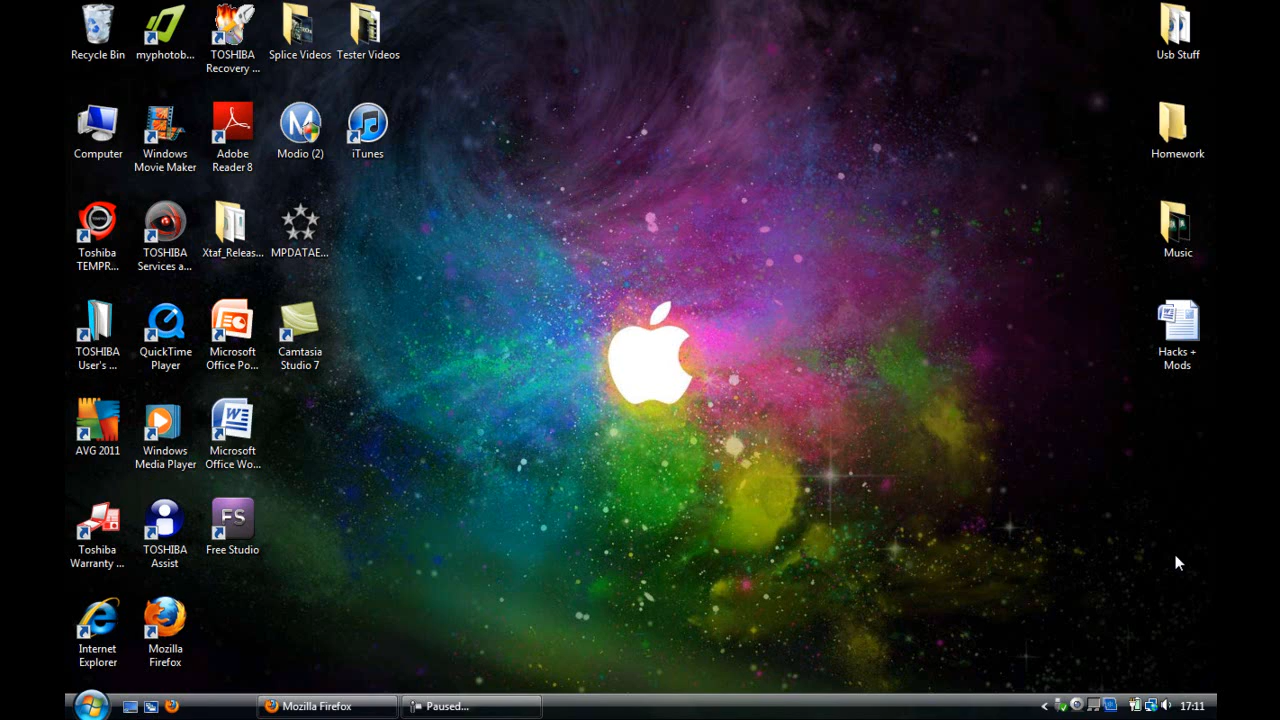 Recycle Bin
myphotob...
TOSHIBA
Recovery ...
Splice Videos
Tester Videos
Usb Stuff
Computer
Windows
Movie Maker
Adobe
Reader 8
Modio (2)
iTunes
Homework
Toshiba
TEMPR...
TOSHIBA
Services a...
Xtaf_Releas...
MPDATAE...
Music
TOSHIBA
User's ...
QuickTime
Player
Microsoft
Office Po...
Camtasia
Studio 7
Hacks +
Mods
AVG 2011
Windows
Media Player
Microsoft
Office Wo...
Toshiba
Warranty ...
TOSHIBA
Assist
FS
Free Studio
Internet
Explorer
Mozilla
Firefox
Mozilla Firefox
Paused...
17:11